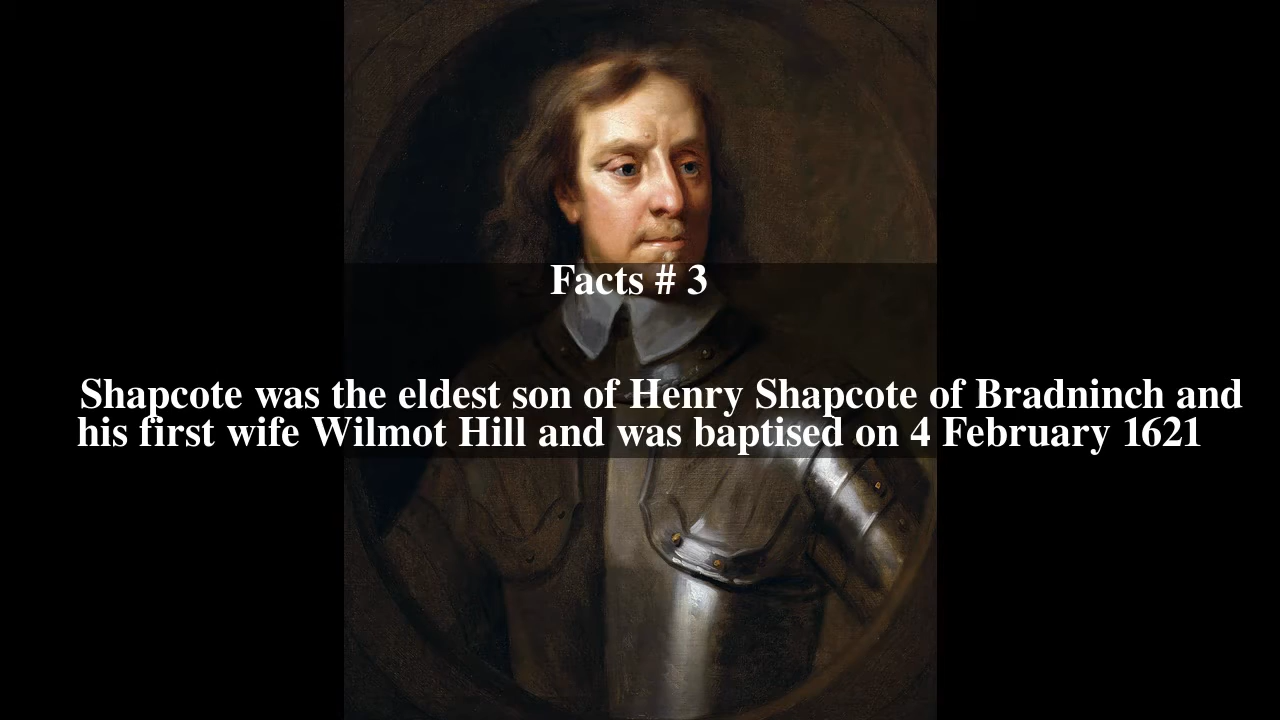 Facts # 3
Shapcote was the eldest son of Henry Shapcote of Bradninch and
his first wife Wilmot Hill and was baptised on 4 February 1621